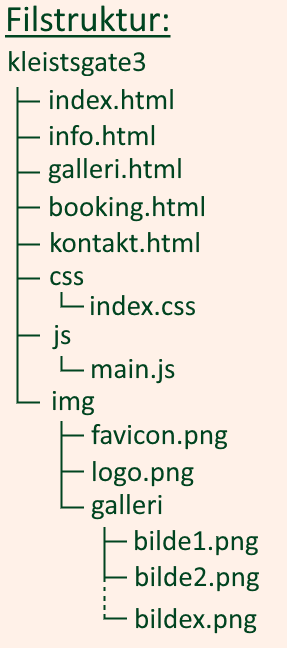 Filstruktur:
kleistsgate3
index.html
info.html
galleri.html
booking.html
kontakt.html
css
index.css
js
main.js
img
favicon.png
logo.png
galleri
bilde1.png
bilde2.png
bildex.png